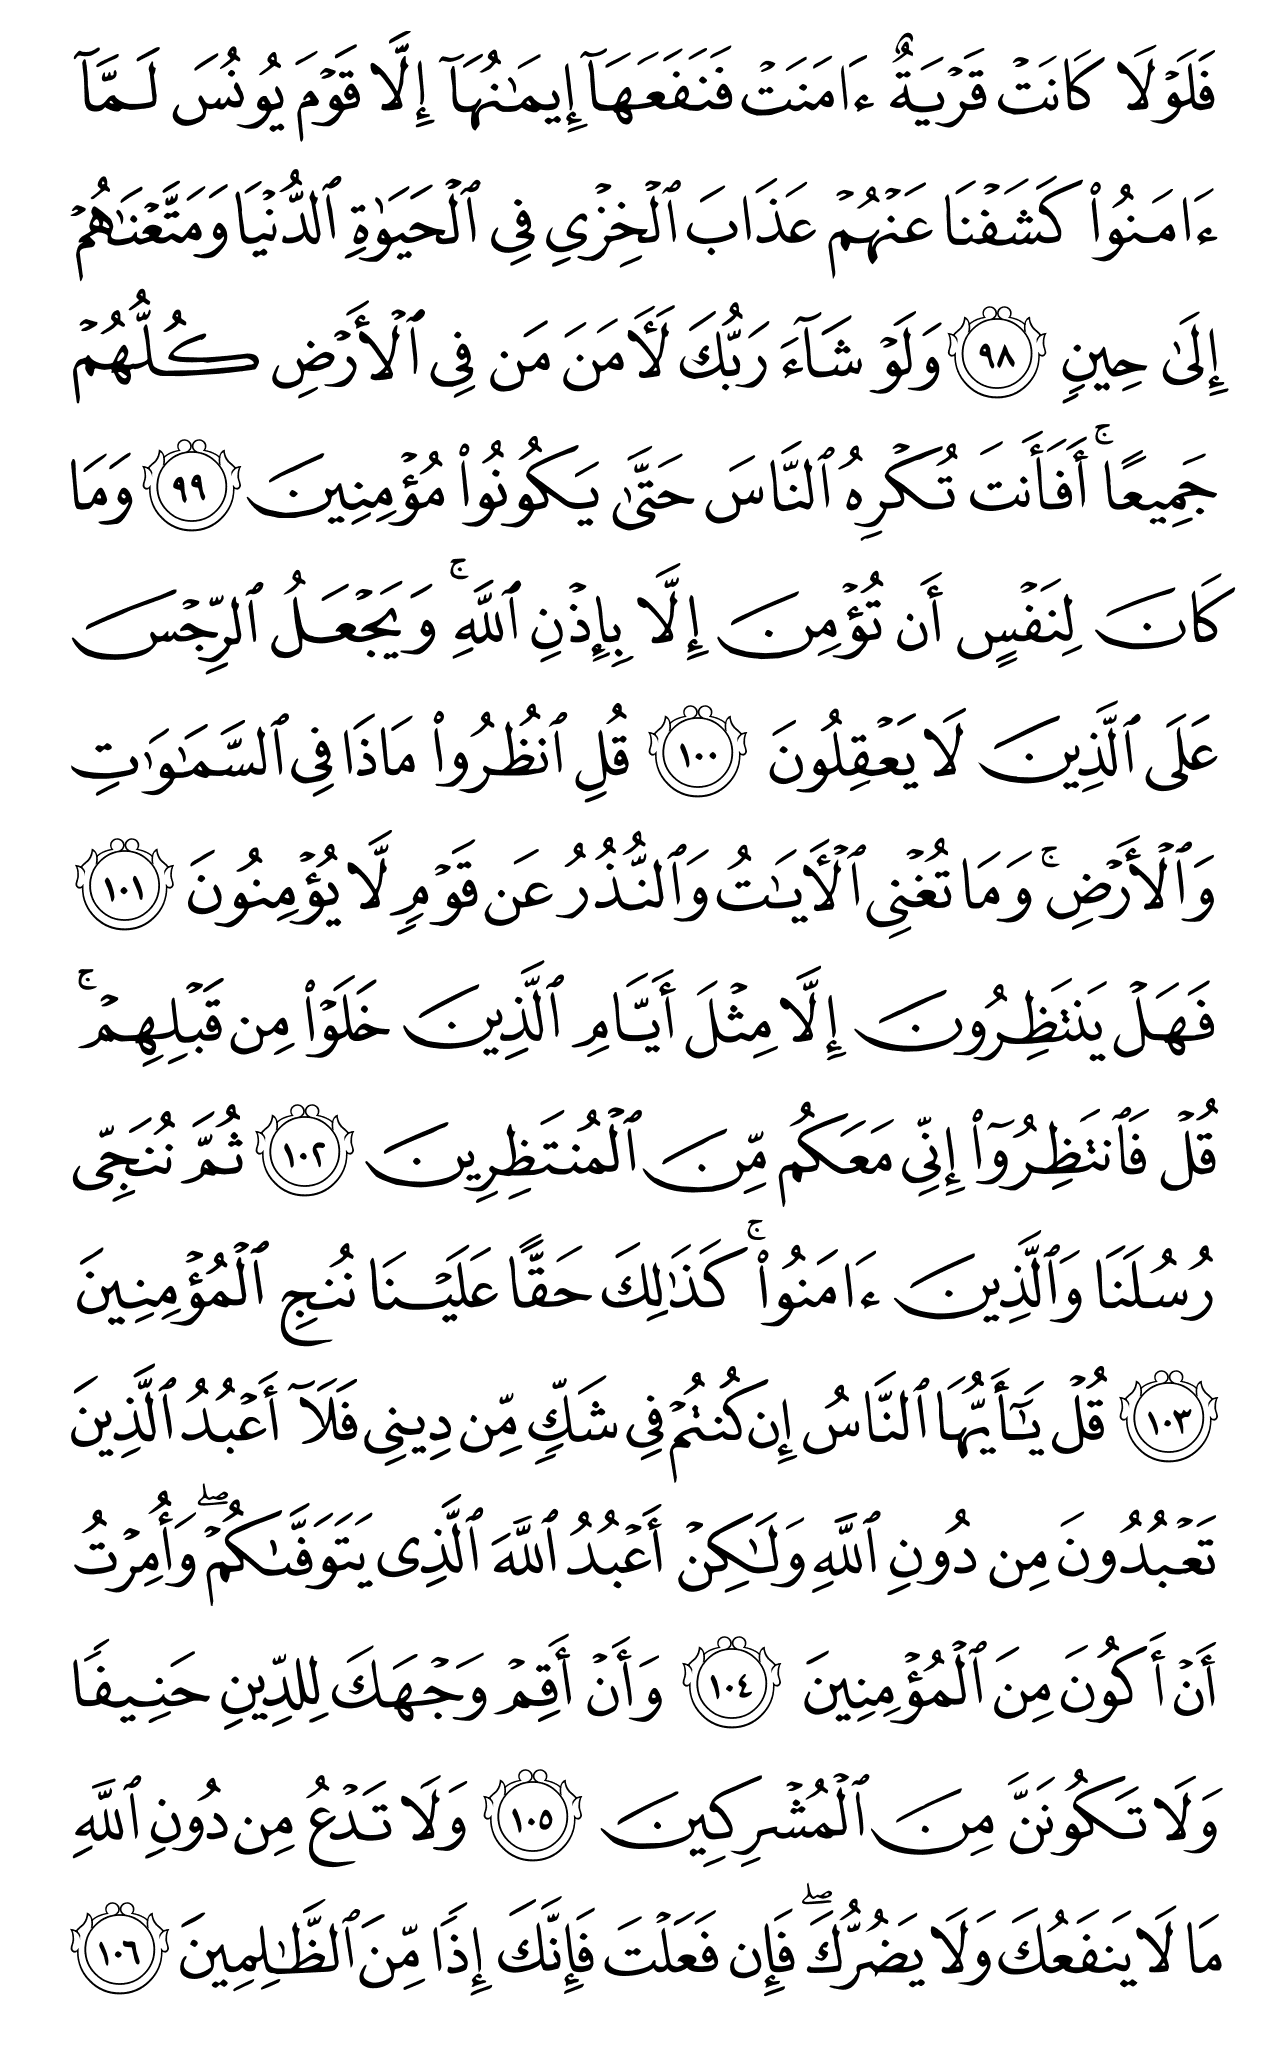 فَلَوۡلَا كَانَتۡ قَرۡيَةٌ ءَامَنَتۡ فَنَفَعَهَآ إِيمَٰنُهَآ إِلَّا قَوۡمَ يُونُسَ لَمَّآ
ءَامَنُواْ كَشَفۡنَا عَنۡهُمۡ عَذَابَ ٱلۡخِزۡيِ فِي ٱلۡحَيَوٰةِ ٱلدُّنۡيَا وَمَتَّعۡنَٰهُمۡ
إِلَىٰ حِينٖ ٩٨ وَلَوۡ شَآءَ رَبُّكَ لَأٓمَنَ مَن فِي ٱلۡأَرۡضِ كُلُّهُمۡ
جَمِيعًاۚ أَفَأَنتَ تُكۡرِهُ ٱلنَّاسَ حَتَّىٰ يَكُونُواْ مُؤۡمِنِينَ ٩٩ وَمَا
كَانَ لِنَفۡسٍ أَن تُؤۡمِنَ إِلَّا بِإِذۡنِ ٱللَّهِۚ وَيَجۡعَلُ ٱلرِّجۡسَ
عَلَى ٱلَّذِينَ لَا يَعۡقِلُونَ ١٠٠ قُلِ ٱنظُرُواْ مَاذَا فِي ٱلسَّمَٰوَٰتِ
وَٱلۡأَرۡضِۚ وَمَا تُغۡنِي ٱلۡأٓيَٰتُ وَٱلنُّذُرُ عَن قَوۡمٖ لَّا يُؤۡمِنُونَ ١٠١
فَهَلۡ يَنتَظِرُونَ إِلَّا مِثۡلَ أَيَّامِ ٱلَّذِينَ خَلَوۡاْ مِن قَبۡلِهِمۡۚ
قُلۡ فَٱنتَظِرُوٓاْ إِنِّي مَعَكُم مِّنَ ٱلۡمُنتَظِرِينَ ١٠٢ ثُمَّ نُنَجِّي
رُسُلَنَا وَٱلَّذِينَ ءَامَنُواْۚ كَذَٰلِكَ حَقًّا عَلَيۡنَا نُنجِ ٱلۡمُؤۡمِنِينَ
١٠٣ قُلۡ يَٰٓأَيُّهَا ٱلنَّاسُ إِن كُنتُمۡ فِي شَكّٖ مِّن دِينِي فَلَآ أَعۡبُدُ ٱلَّذِينَ
تَعۡبُدُونَ مِن دُونِ ٱللَّهِ وَلَٰكِنۡ أَعۡبُدُ ٱللَّهَ ٱلَّذِي يَتَوَفَّىٰكُمۡۖ وَأُمِرۡتُ
أَنۡ أَكُونَ مِنَ ٱلۡمُؤۡمِنِينَ ١٠٤ وَأَنۡ أَقِمۡ وَجۡهَكَ لِلدِّينِ حَنِيفٗا
وَلَا تَكُونَنَّ مِنَ ٱلۡمُشۡرِكِينَ ١٠٥ وَلَا تَدۡعُ مِن دُونِ ٱللَّهِ
مَا لَا يَنفَعُكَ وَلَا يَضُرُّكَۖ فَإِن فَعَلۡتَ فَإِنَّكَ إِذٗا مِّنَ ٱلظَّٰلِمِينَ ١٠٦